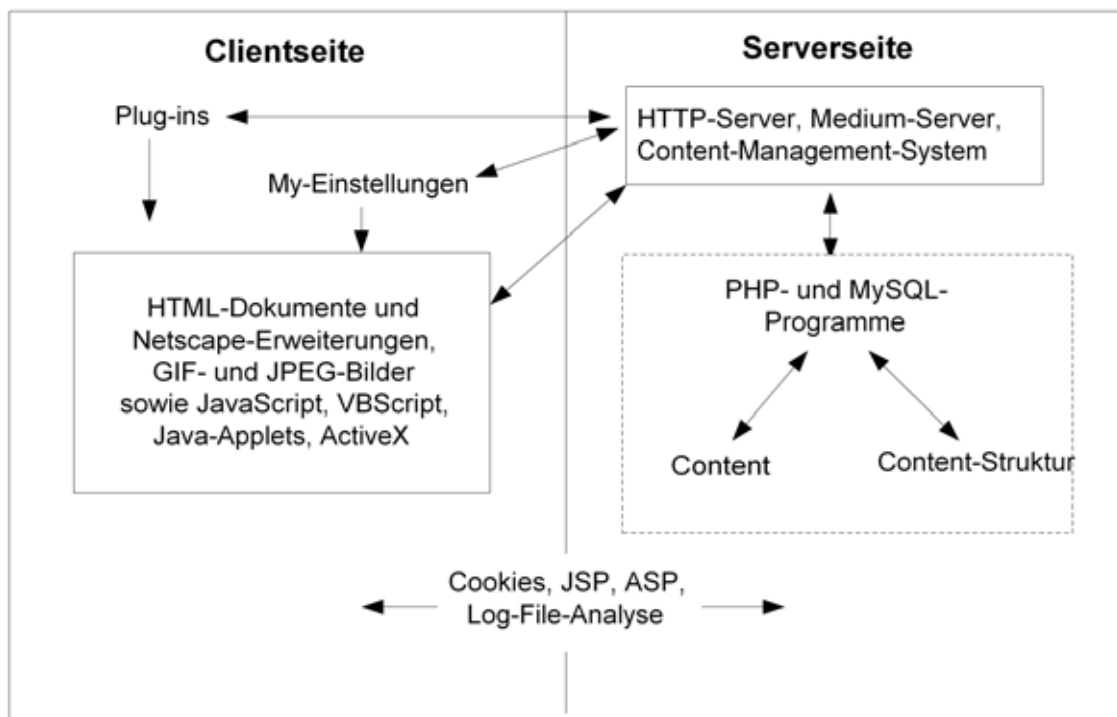 Clientseite
Plug-ins
My-Einstellungen
HTML-Dokumente und
Netscape-Erweiterungen,
GIF- und JPEG-Bilder
sowie JavaScript, VBScript,
Java-Applets, ActiveX
Serverseite
HTTP-Server, Medium-Server,
Content-Management-System
PHP- und MySQL-
Programme
Content
Content-Struktur
Cookies, JSP, ASP,
Log-File-Analyse